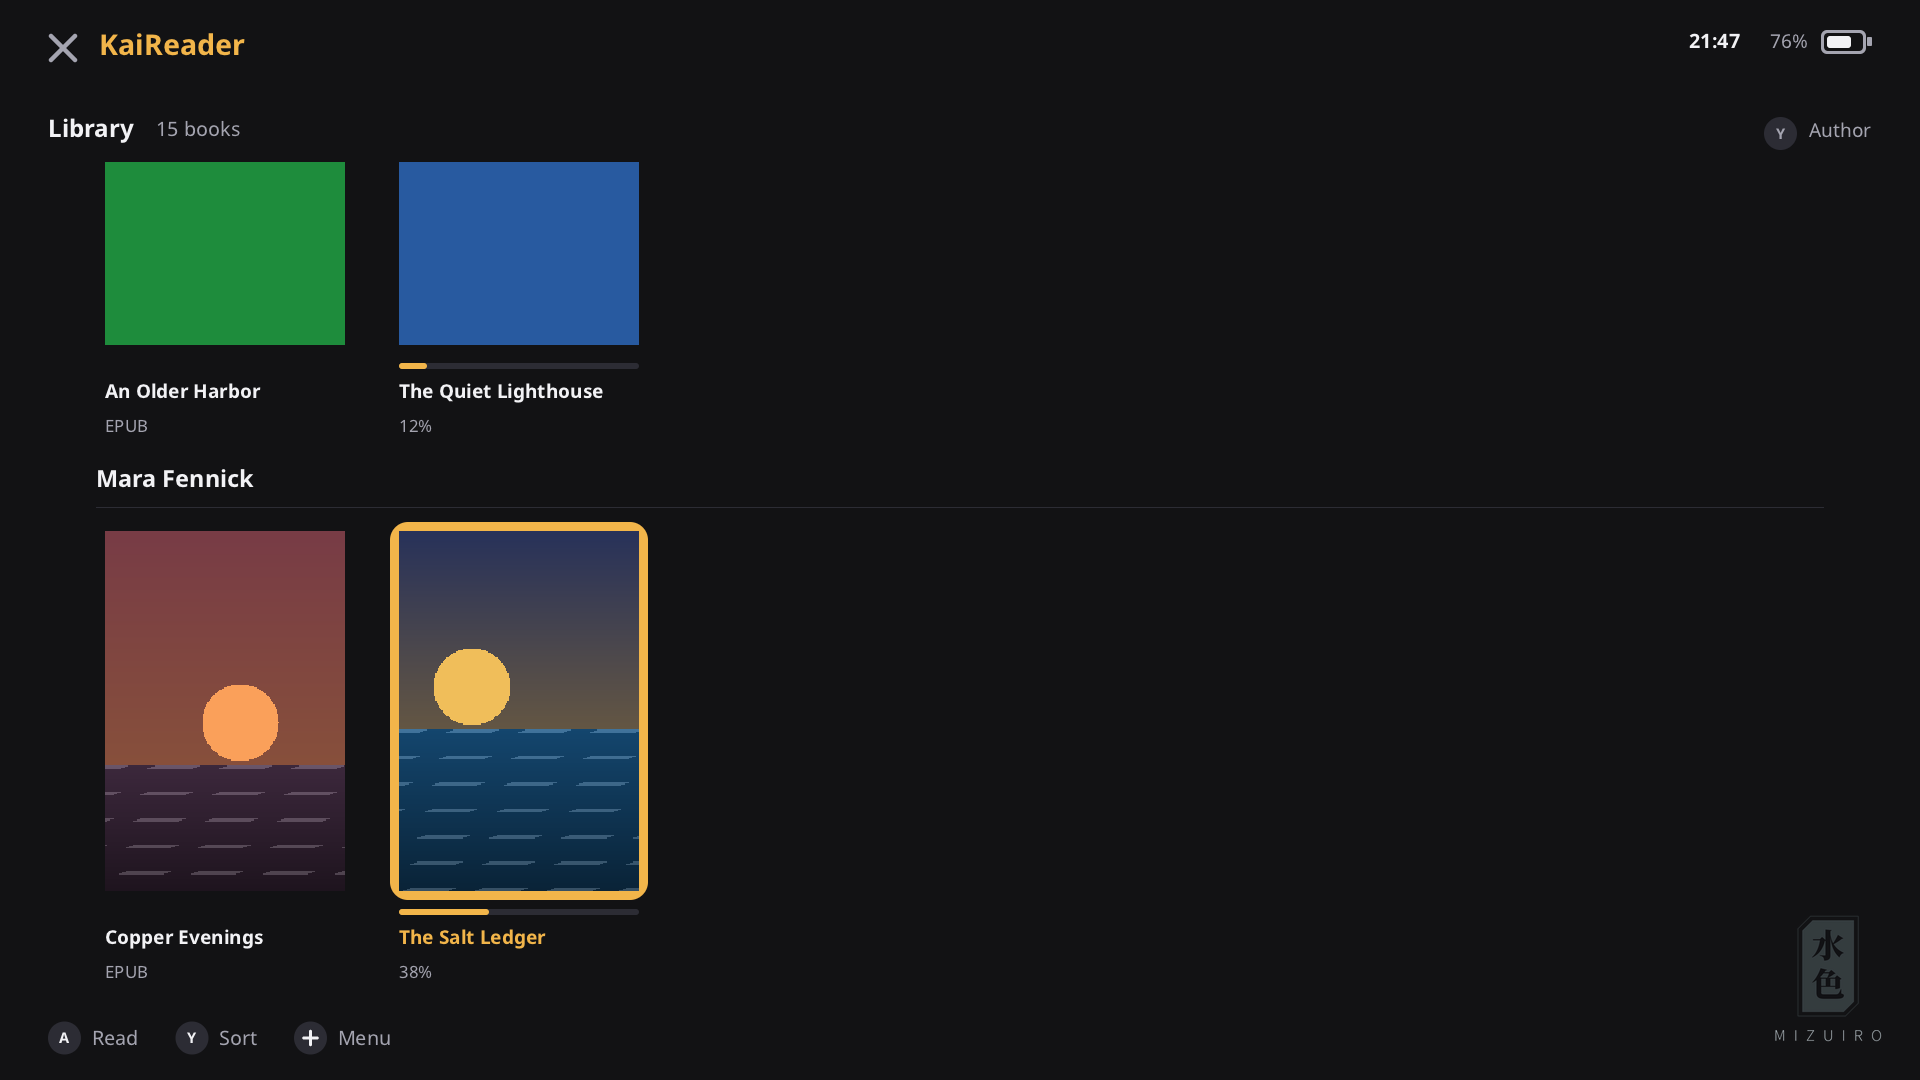 KaiReader
21:47 76%
Library 15 books
Y Author
An Older Harbor
EPUB
The Quiet Lighthouse
12%
Mara Fennick
Copper Evenings
EPUB
The Salt Ledger
38%
水色
MIZUIRO
A Read Y Sort + Menu